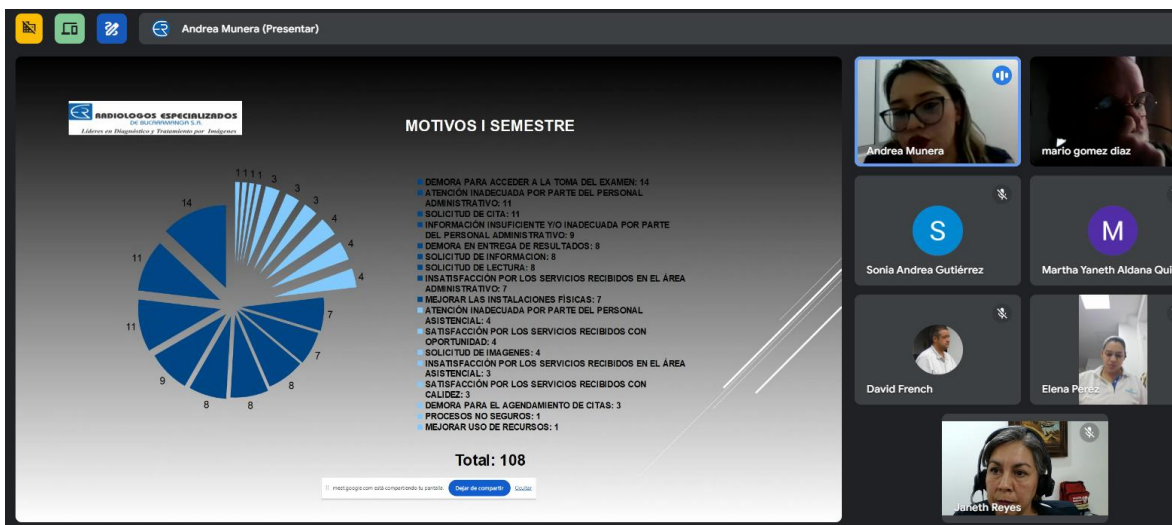 Andrea Munera (Presentar)
RADIOLOGOS ESPECIALIZADOS
DE BUCARAMANGA S.A.
Líderes en Diagnóstico y Tratamiento por Imágenes
MOTIVOS I SEMESTRE
1 1 1 1 3
3
3
4
4
4
7
7
8
8
8
9
11
11
14
DEMORA PARA ACCEDER A LA TOMA DEL EXAMEN: 14
ATENCIÓN INADECUADA POR PARTE DEL PERSONAL
ADMINISTRATIVO: 11
SOLICITUD DE CITA: 11
INFORMACIÓN INSUFICIENTE Y/O INADECUADA POR PARTE
DEL PERSONAL ADMINISTRATIVO: 9
DEMORA EN ENTREGA DE RESULTADOS: 8
SOLICITUD DE INFORMACION: 8
SOLICITUD DE LECTURA: 8
INSATISFACCIÓN POR LOS SERVICIOS RECIBIDOS EN EL ÁREA
ADMINISTRATIVO: 7
MEJORAR LAS INSTALACIONES FÍSICAS: 7
ATENCIÓN INADECUADA POR PARTE DEL PERSONAL
ASISTENCIAL: 4
SATISFACCIÓN POR LOS SERVICIOS RECIBIDOS CON
OPORTUNIDAD: 4
SOLICITUD DE IMAGENES: 4
INSATISFACCIÓN POR LOS SERVICIOS RECIBIDOS EN EL ÁREA
ASISTENCIAL: 3
SATISFACCIÓN POR LOS SERVICIOS RECIBIDOS CON
CALIDEZ: 3
DEMORA PARA EL AGENDAMIENTO DE CITAS: 3
PROCESOS NO SEGUROS: 1
MEJORAR USO DE RECURSOS: 1
Total: 108
meet.google.com está compartiendo tu pantalla.
Dejar de compartir
Ocultar
Andrea Munera
mario gomez diaz
S
Sonia Andrea Gutiérrez
M
Martha Yaneth Aldana Qui
David French
Elena Perez
Janeth Reyes